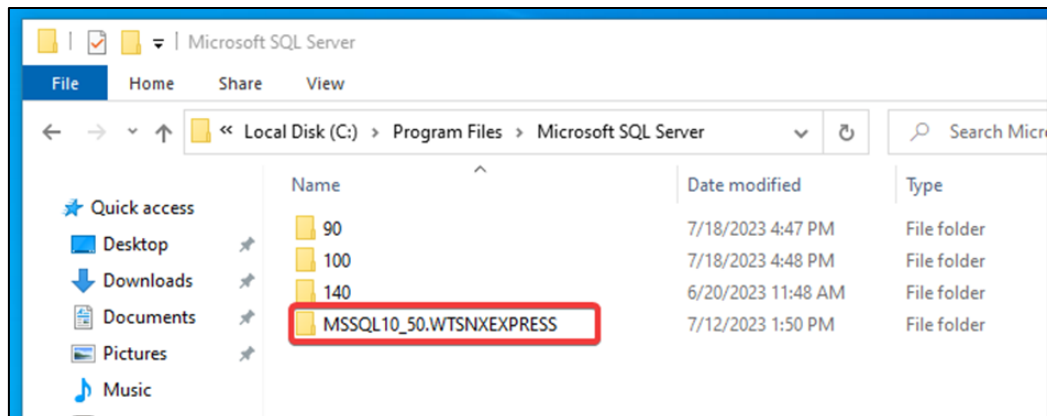 Microsoft SQL Server
File Home Share View
« Local Disk (C:) > Program Files > Microsoft SQL Server Search Micr
Name Date modified Type
Quick access
90 7/18/2023 4:47 PM File folder
Desktop
100 7/18/2023 4:48 PM File folder
Downloads
140 6/20/2023 11:48 AM File folder
Documents
MSSQL10_50.WTSNXEXPRESS 7/12/2023 1:50 PM File folder
Pictures
Music